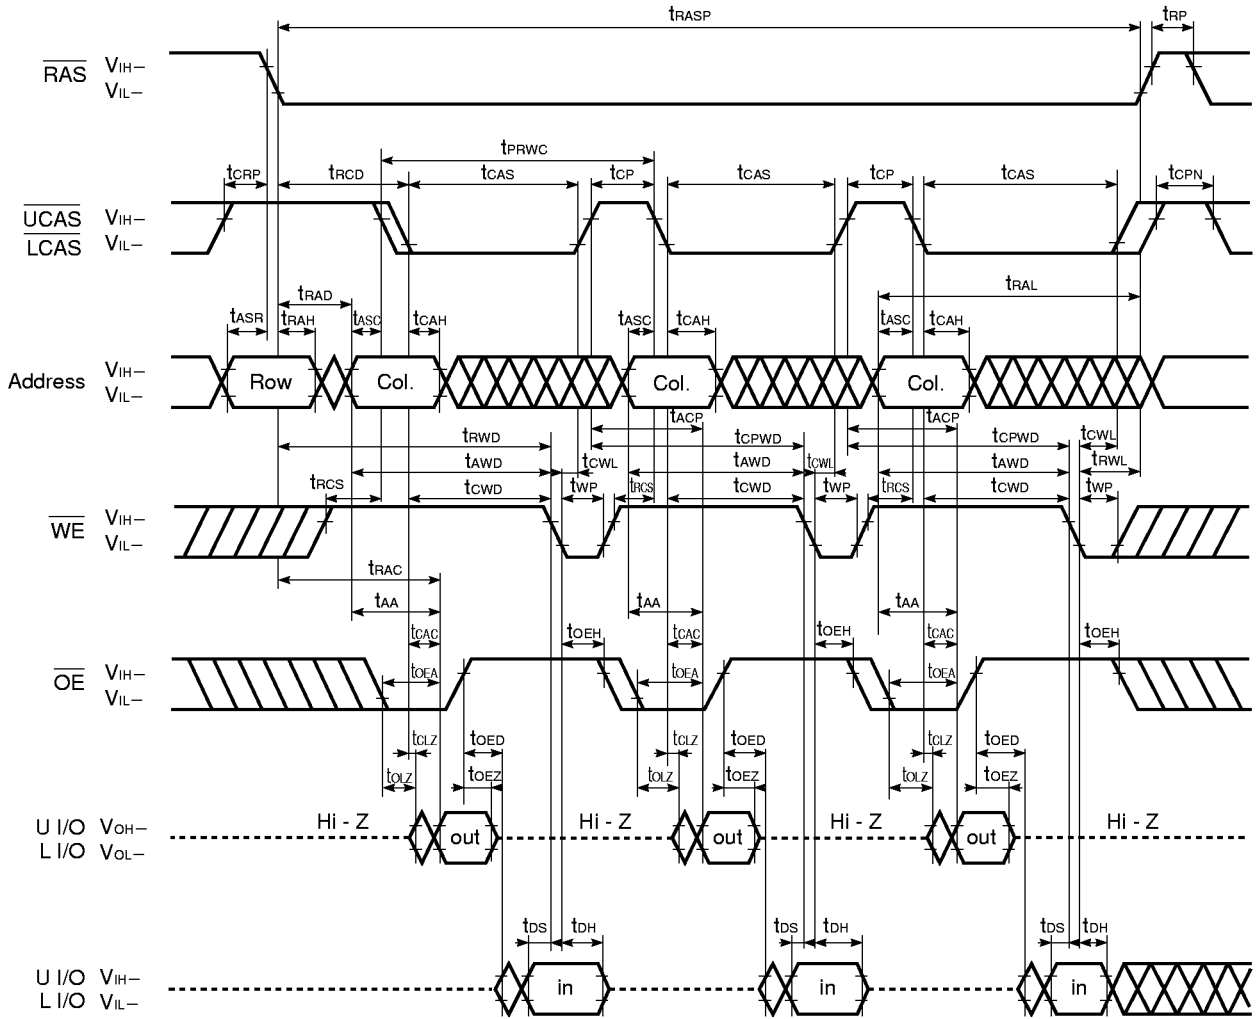 tRASP tRP
RAS VIH–
VIL–
tPRWC
tCRP tRCD tCAS tCP tCAS tCP tCAS tCPN
UCAS VIH–
LCAS VIL–
tRAD tRAL
tASR tRAH tASC tCAH tASC tCAH tASC tCAH
Address VIH–
VIL–
Row Col. Col. Col.
tACP tACP
tRWD tCPWD tCPWD tCWL
tAWD tCWL tAWD tCWL tAWD tRWL
tRCS tCWD tWP tRCS tCWD tWP tRCS tCWD tWP
WE VIH–
VIL–
tRAC
tAA tAA tAA
tCAC tOEH tCAC tOEH tCAC tOEH
OE VIH–
VIL–
tOEA tOEA tOEA
tCLZ tOED tCLZ tOED tCLZ tOED
tOLZ tOEZ tOLZ tOEZ tOLZ tOEZ
Hi - Z Hi - Z Hi - Z Hi - Z
U I/O VOH–
L I/O VOL–
out out out
tDS tDH tDS tDH tDS tDH
U I/O VIH–
L I/O VIL–
in in in